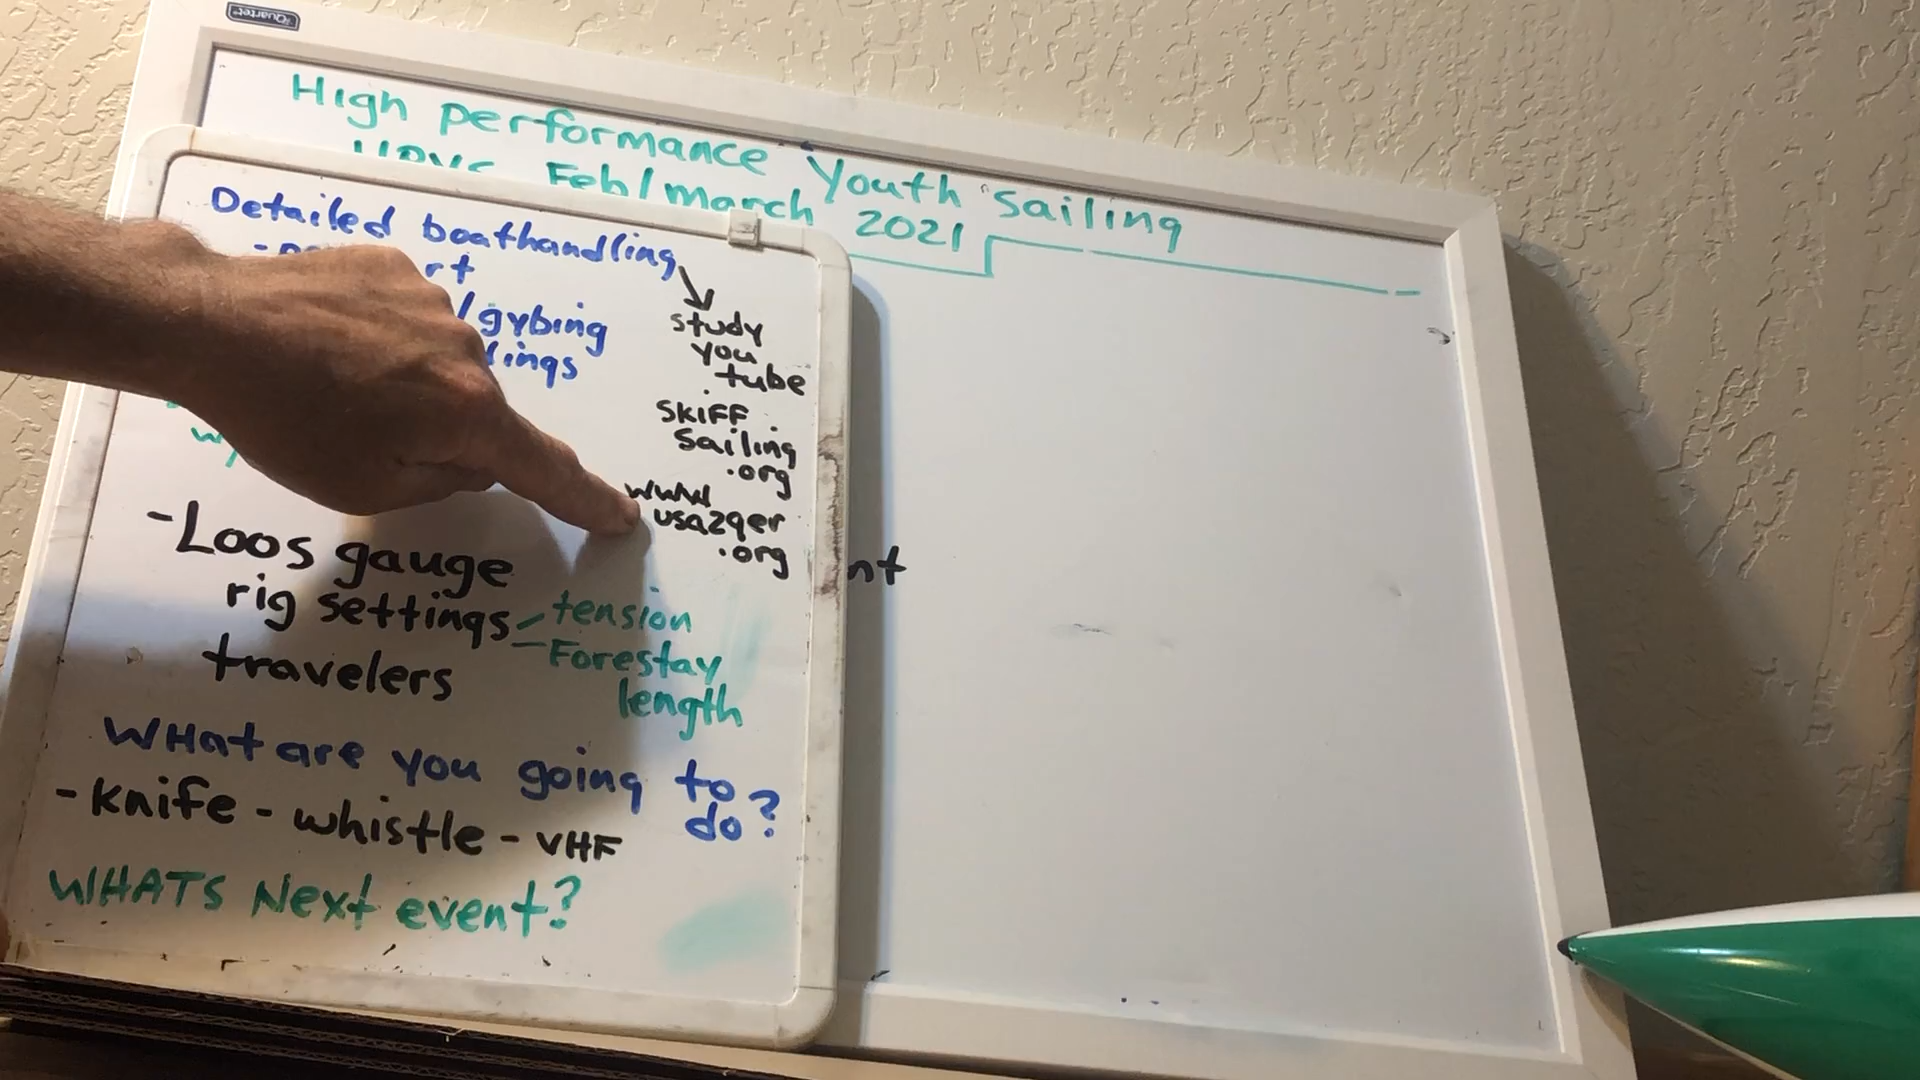 Quartet
High performance Youth Sailing
Feb/march 2021
Detailed boathandling
/gybing
study
you
tube
Skiff
Sailing
.org
www
usa29er
.org
-Loos gauge
rig settings
tension
Forestay
length
travelers
WHat are you going to
do?
-knife - whistle - VHF
WHATS Next event?